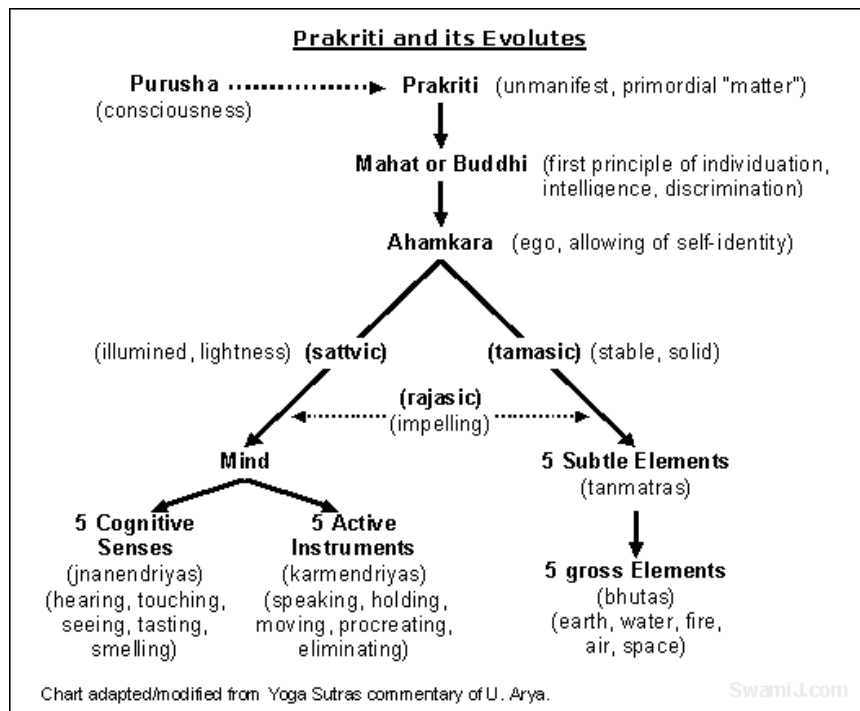 Prakriti and its Evolutes
Purusha
Prakriti (unmanifest, primordial "matter")
(consciousness)
Mahat or Buddhi (first principle of individuation,
intelligence, discrimination)
Ahamkara (ego, allowing of self-identity)
(illumined, lightness) (sattvic)
(tamasic) (stable, solid)
(rajasic)
(impelling)
Mind
5 Cognitive
Senses
(jnanendriyas)
(hearing, touching,
seeing, tasting,
smelling)
5 Active
Instruments
(karmendriyas)
(speaking, holding,
moving, procreating,
eliminating)
5 Subtle Elements
(tanmatras)
5 gross Elements
(bhutas)
(earth, water, fire,
air, space)
Chart adapted/modified from Yoga Sutras commentary of U. Arya.
SwamiJ.com